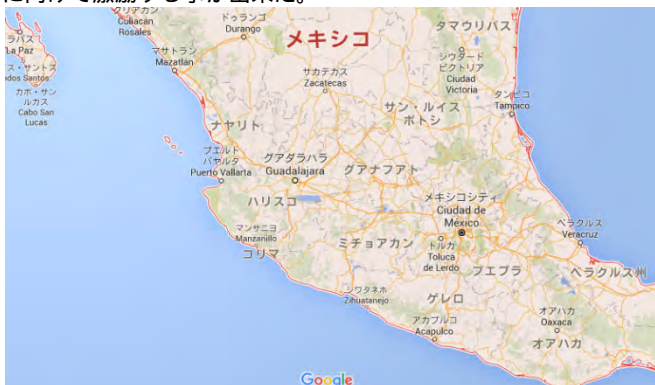 クリアカン
Culiacan
Rosales
ドゥランゴ
Durango
メキシコ
タマウリパス
ラパス
La Paz
マサトラン
Mazatlán
サカテカス
Zacatecas
シウダード
ビクトリア
Ciudad
Victoria
カボ・サン
ルカス
Cabo San
Lucas
サン・ルイス
ポトシ
タンピコ
Tampico
ナヤリト
プエルト
バヤルタ
Puerto Vallarta
グアダラハラ
Guadalajara
グアナフアト
ハリスコ
メキシコシティ
Ciudad de
México
マンサニヨ
Manzanillo
コリマ
ミチョアカン
トルカ
Toluca
de Lerdo
ベラクルス
Veracruz
プエブラ
ベラクルス州
シワタネホ
Zihuatanejo
ゲレロ
アカプルコ
Acapulco
オアハカ
Oaxaca
オアハカ
Google